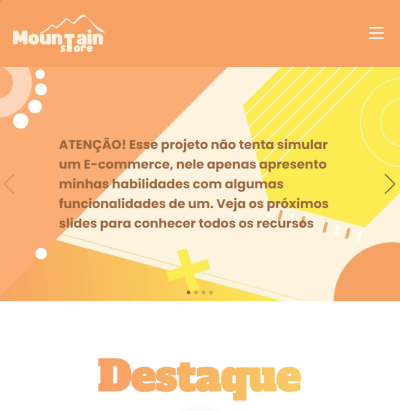 Mountain
store
ATENÇÃO! Esse projeto não tenta simular
um E-commerce, nele apenas apresento
minhas habilidades com algumas
funcionalidades de um. Veja os próximos
slides para conhecer todos os recursos
Destaque